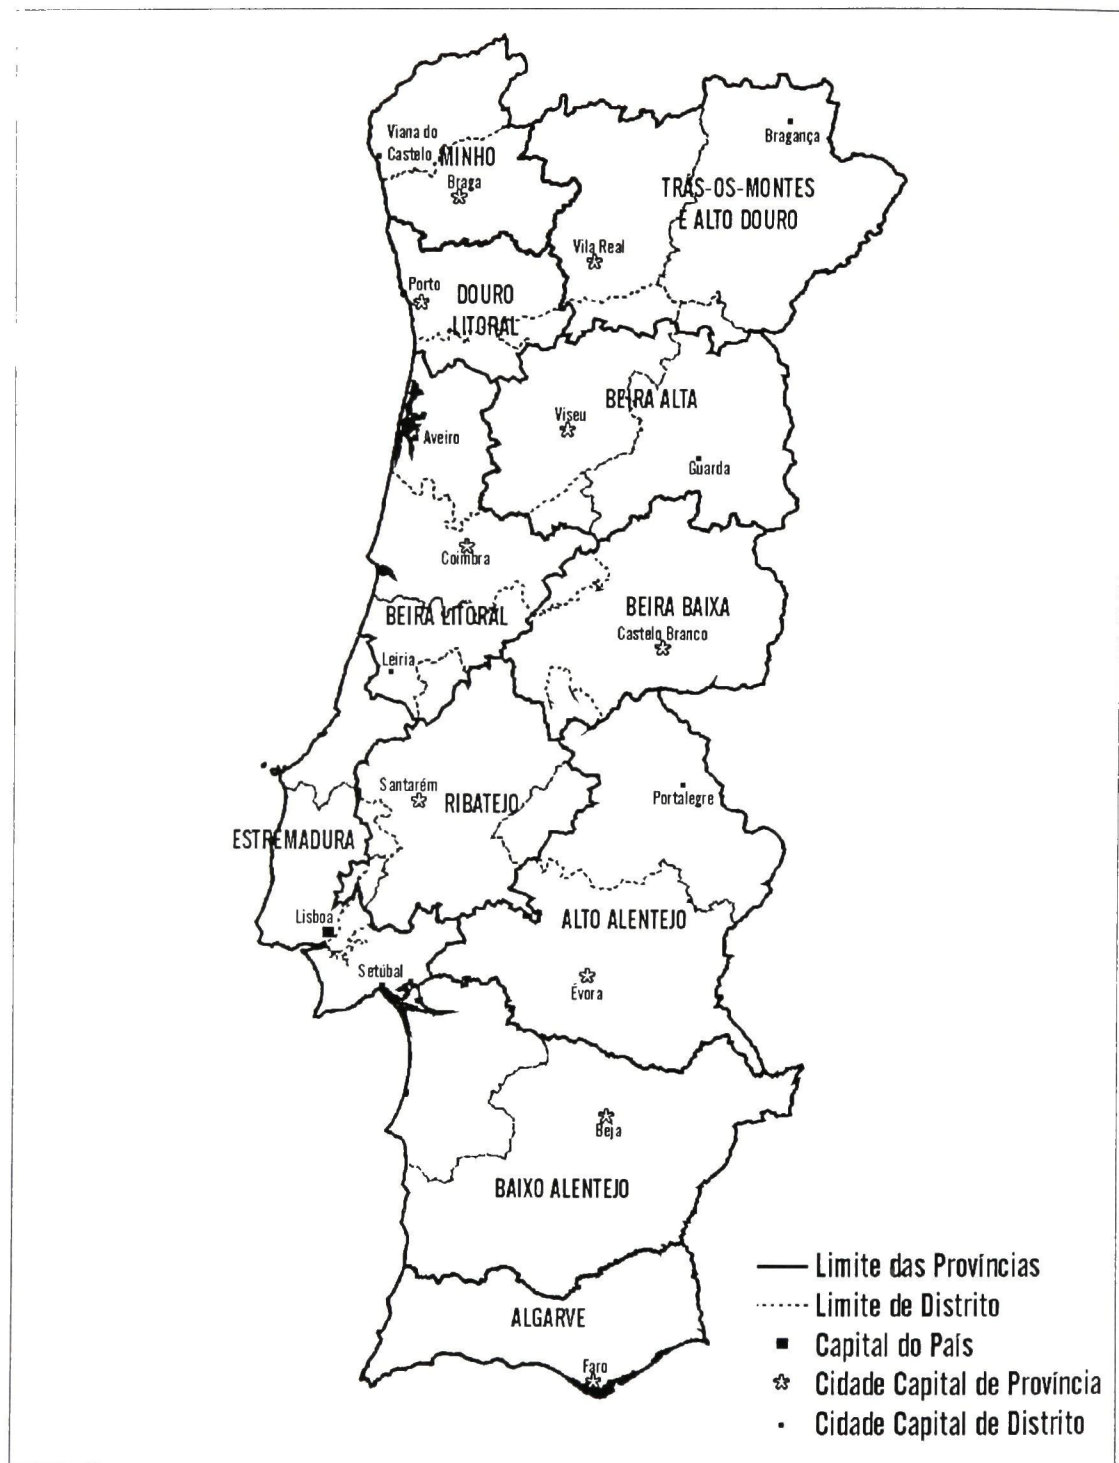 Viana do
Castelo
MINHO
Braga
Bragança
TRÁS-OS-MONTES
E ALTO DOURO
Vila Real
Porto
DOURO
LITORAL
BEIRA ALTA
Viseu
Aveiro
Guarda
Coimbra
BEIRA LITORAL
BEIRA BAIXA
Castelo Branco
Leiria
Santarém
RIBATEJO
Portalegre
ESTREMADURA
Lisboa
ALTO ALENTEJO
Setúbal
Évora
Beja
BAIXO ALENTEJO
ALGARVE
Faro
Limite das Províncias
Limite de Distrito
Capital do País
Cidade Capital de Província
Cidade Capital de Distrito